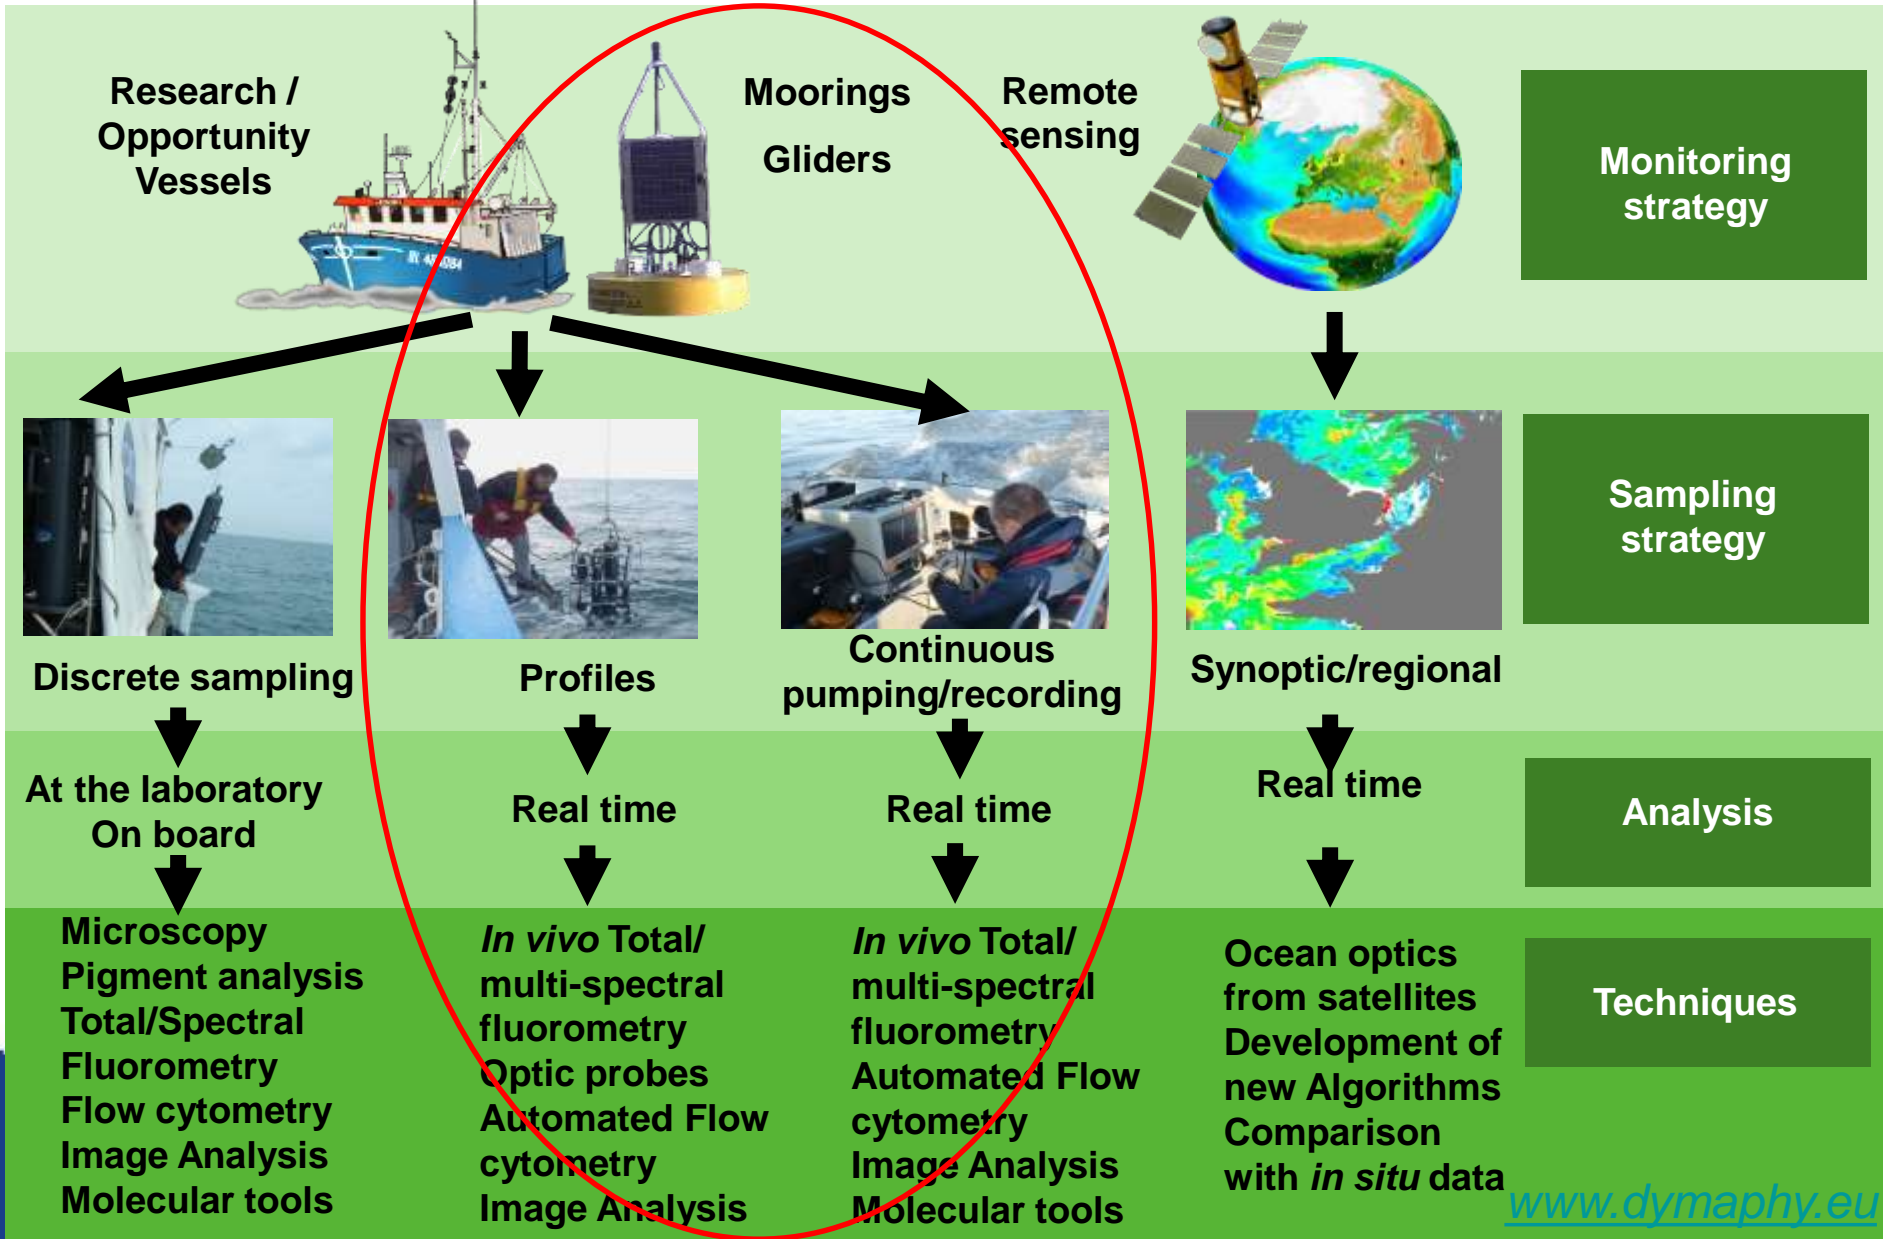 Research /
Opportunity
Vessels
Moorings
Gliders
Remote
sensing
Monitoring
strategy
Sampling
strategy
Discrete sampling
Profiles
Continuous
pumping/recording
Synoptic/regional
At the laboratory
On board
Real time
Real time
Real time
Analysis
Microscopy
Pigment analysis
Total/Spectral
Fluorometry
Flow cytometry
Image Analysis
Molecular tools
In vivo Total/
multi-spectral
fluorometry
Optic probes
Automated Flow
cytometry
Image Analysis
In vivo Total/
multi-spectral
fluorometry
Automated Flow
cytometry
Image Analysis
Molecular tools
Ocean optics
from satellites
Development of
new Algorithms
Comparison
with in situ data
Techniques
www.dymaphy.eu